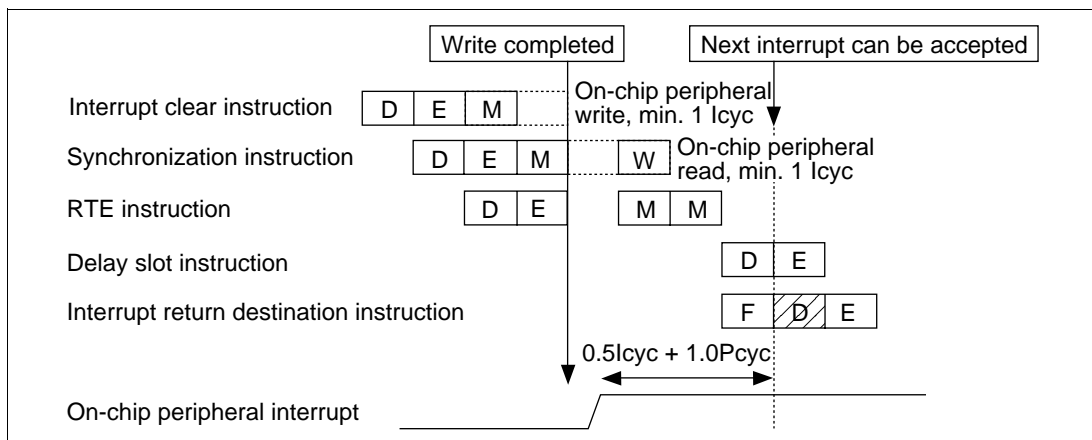 Write completed
Next interrupt can be accepted
Interrupt clear instruction
D E M
On-chip peripheral
write, min. 1 Icyc
Synchronization instruction
D E M W
On-chip peripheral
read, min. 1 Icyc
RTE instruction
D E M M
Delay slot instruction
D E
Interrupt return destination instruction
F D E
0.5Icyc + 1.0Pcyc
On-chip peripheral interrupt